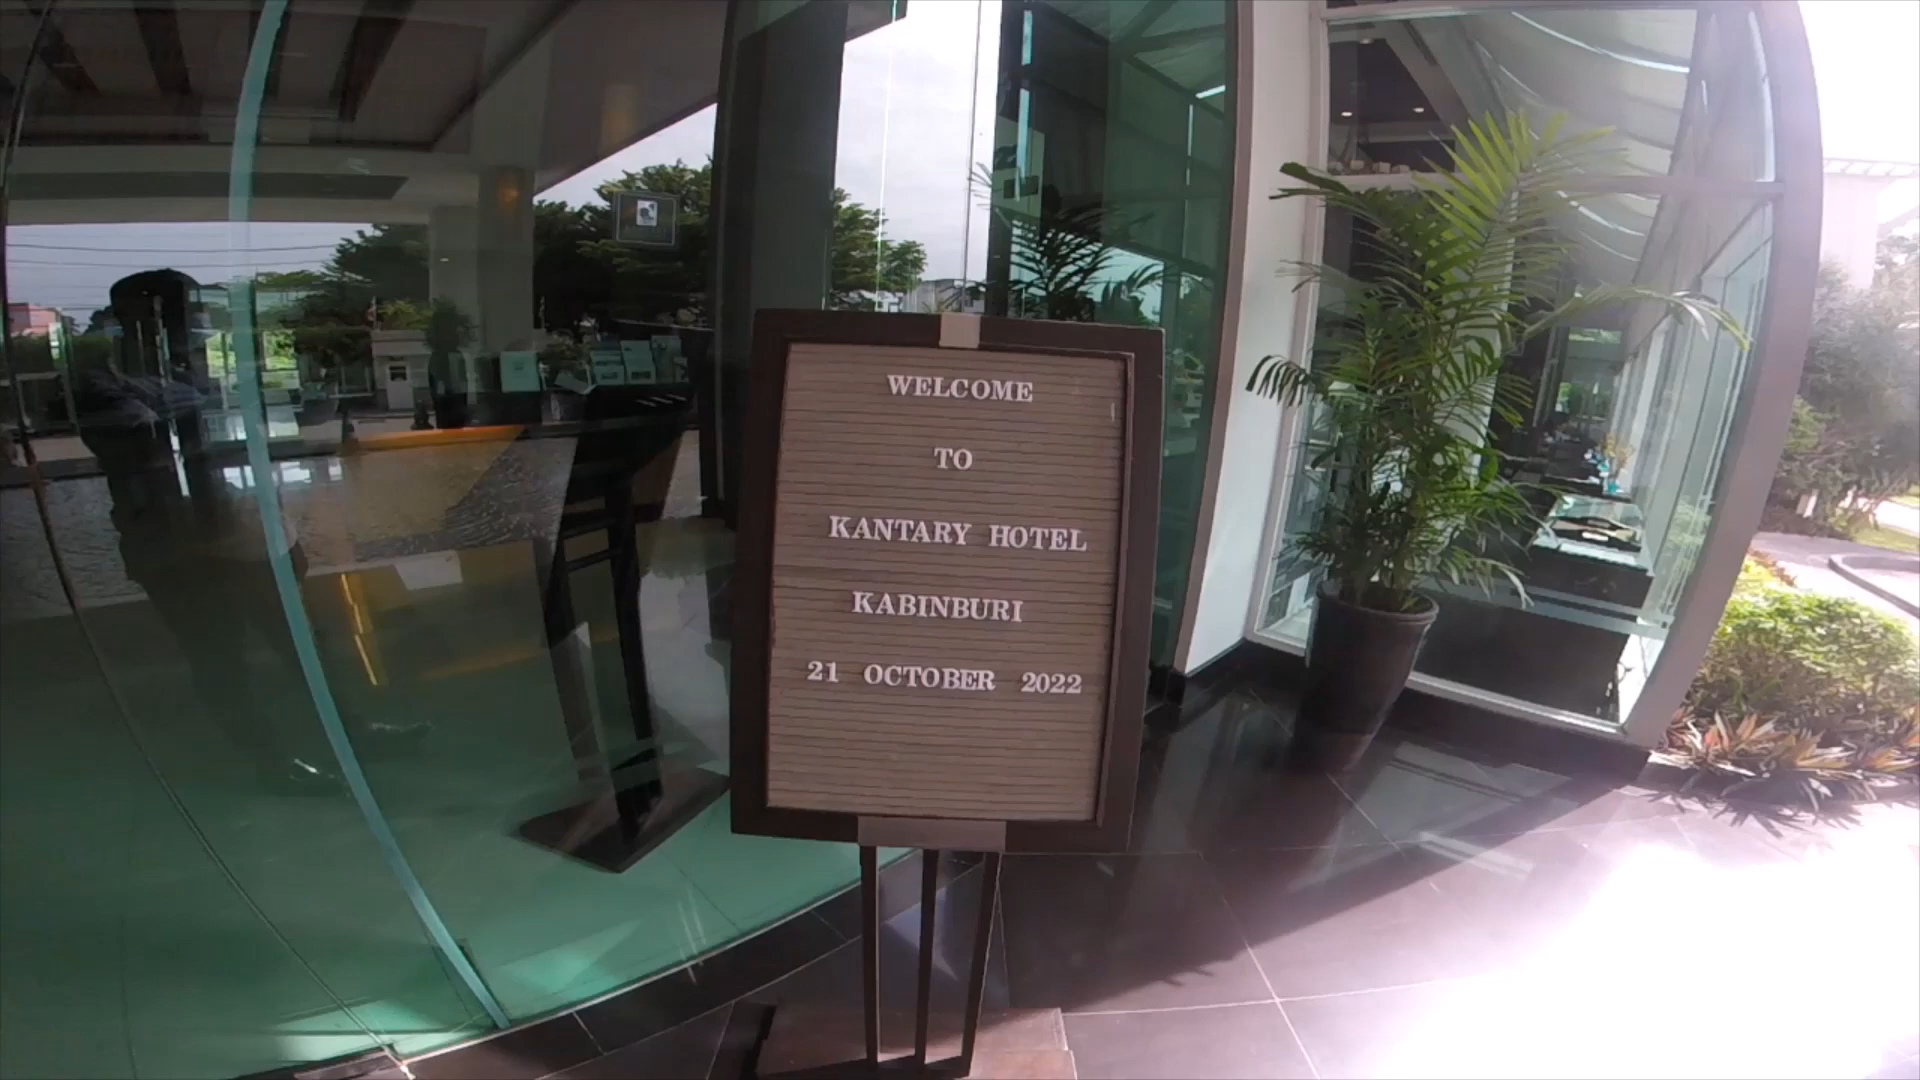 WELCOME
TO
KANTARY HOTEL
KABINBURI
21 OCTOBER 2022